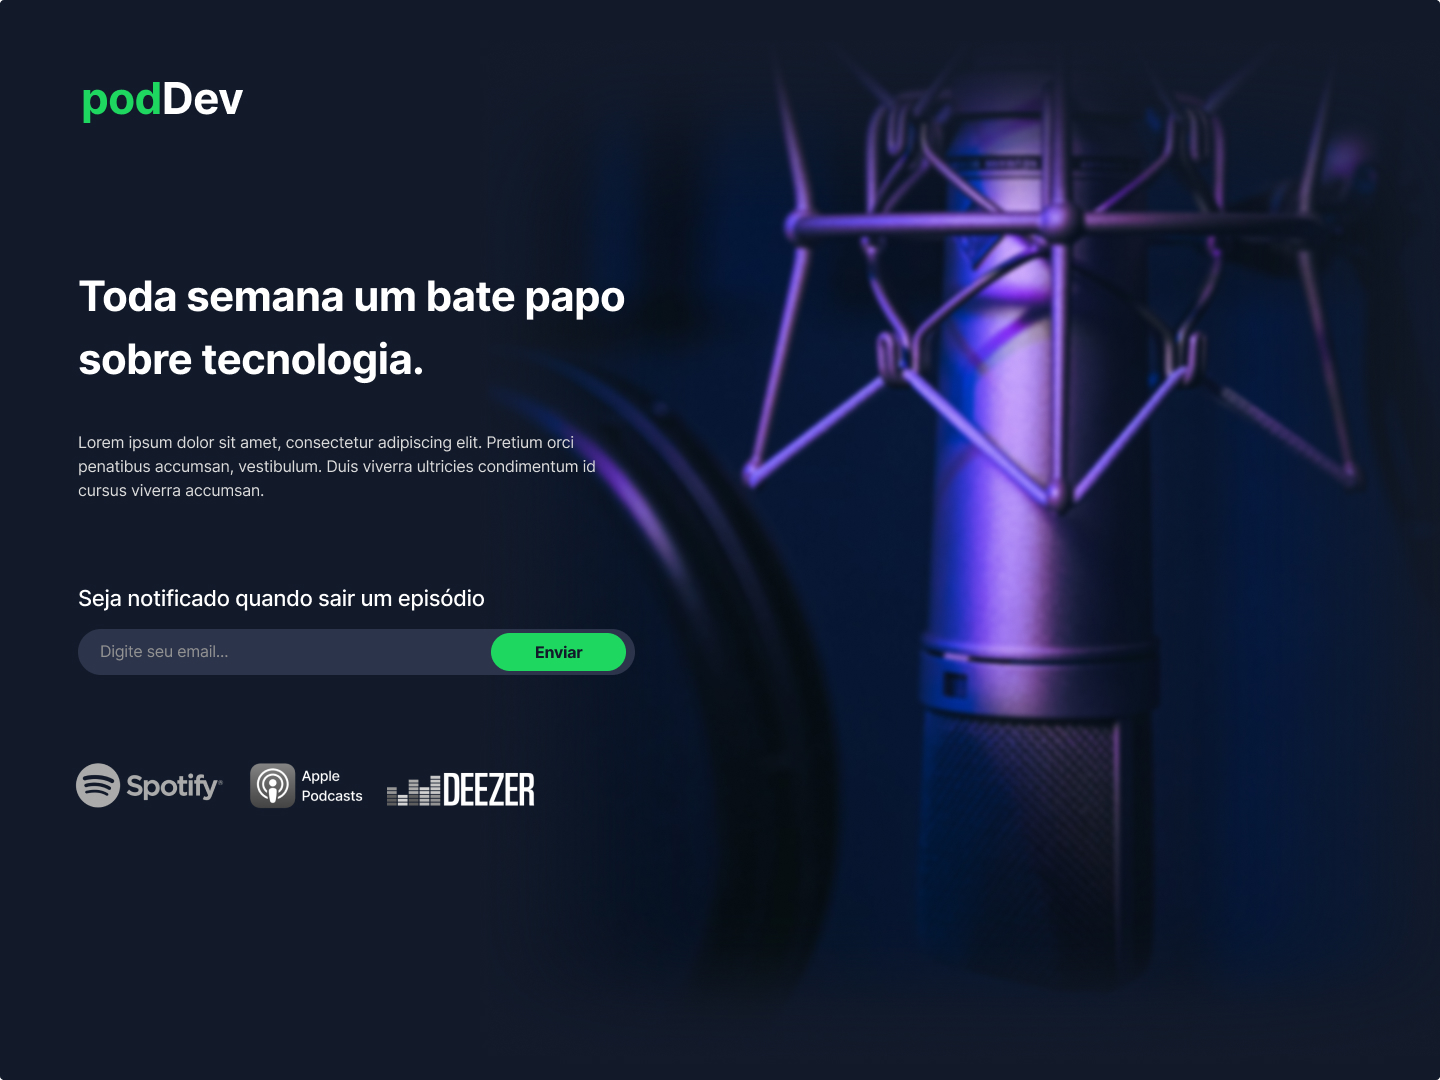 podDev
Toda semana um bate papo
sobre tecnologia.
Lorem ipsum dolor sit amet, consectetur adipiscing elit. Pretium orci
penatibus accumsan, vestibulum. Duis viverra ultricies condimentum id
cursus viverra accumsan.
Seja notificado quando sair um episódio
Digite seu email...
Enviar
Spotify®
Apple
Podcasts
DEEZER